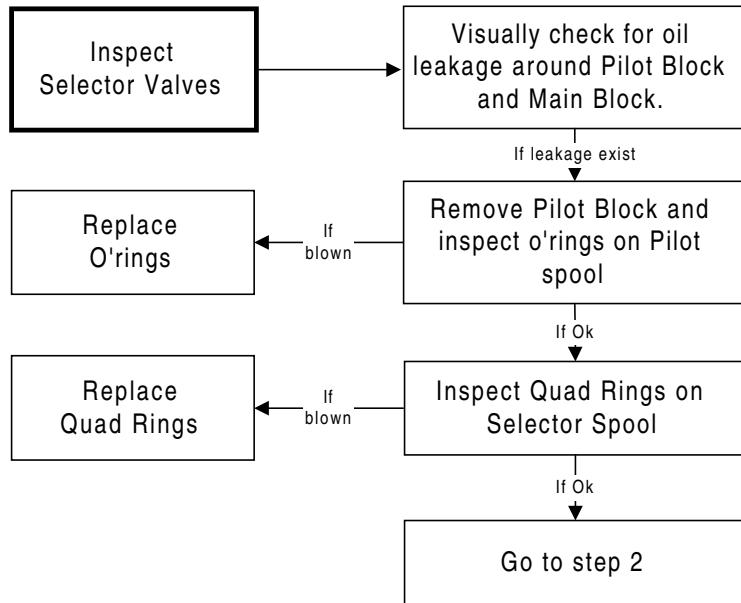 Inspect
Selector Valves
Visually check for oil
leakage around Pilot Block
and Main Block.
If leakage exist
Remove Pilot Block and
inspect o'rings on Pilot
spool
If
blown
Replace
O'rings
If Ok
Inspect Quad Rings on
Selector Spool
If
blown
Replace
Quad Rings
If Ok
Go to step 2